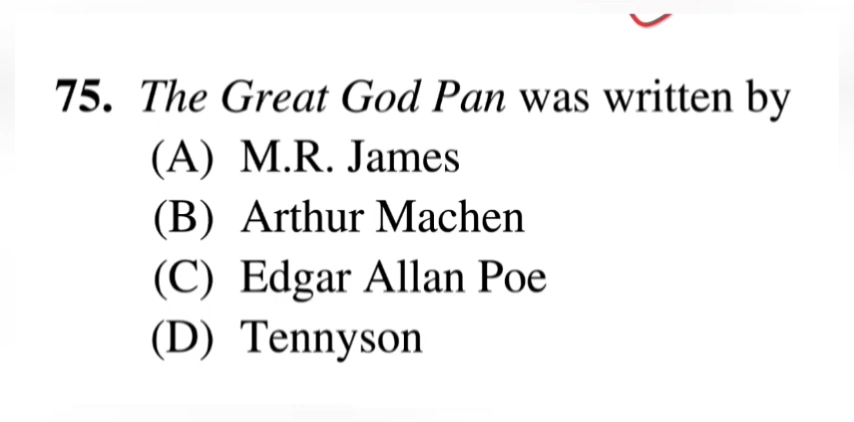 75. The Great God Pan was written by
(A) M.R. James
(B) Arthur Machen
(C) Edgar Allan Poe
(D) Tennyson